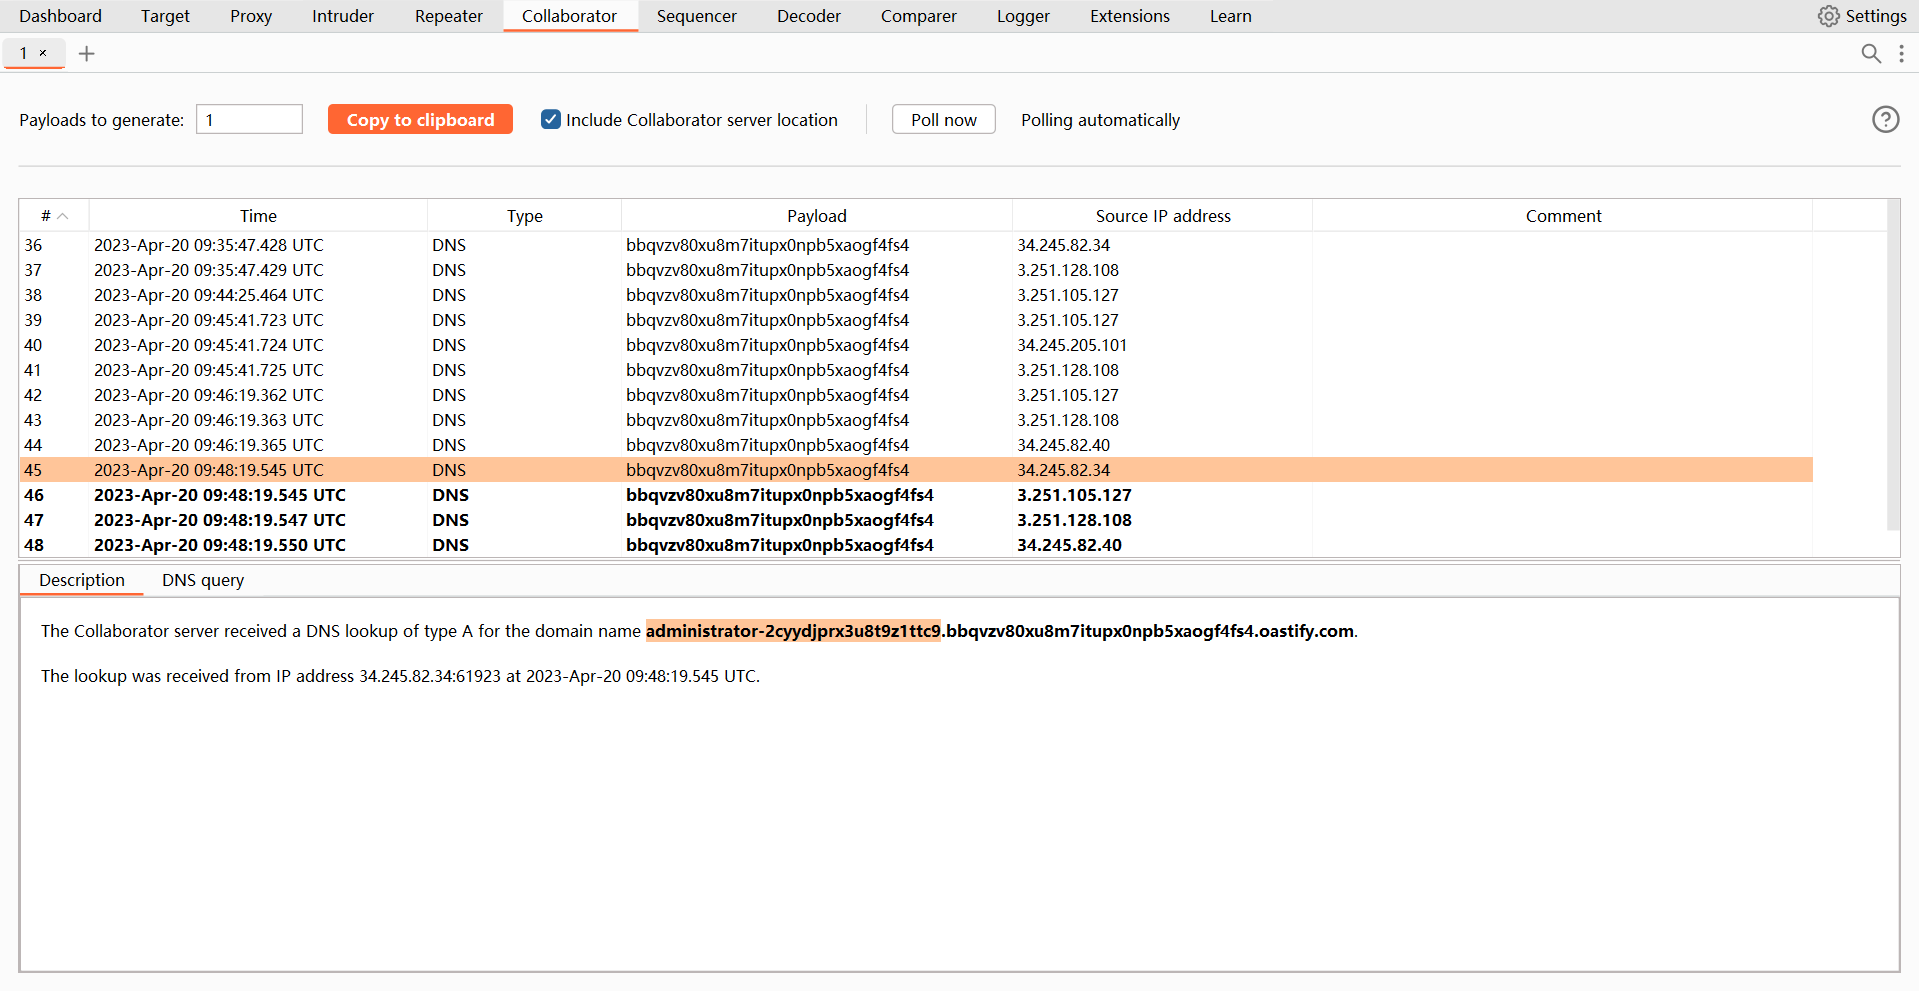 Dashboard Target Proxy Intruder Repeater Collaborator Sequencer Decoder Comparer Logger Extensions Learn Settings
1 ×
Payloads to generate: 1 Copy to clipboard Include Collaborator server location Poll now Polling automatically
# Time Type Payload Source IP address Comment
36 2023-Apr-20 09:35:47.428 UTC DNS bbqvzv80xu8m7itupx0npb5xaogf4fs4 34.245.82.34
37 2023-Apr-20 09:35:47.429 UTC DNS bbqvzv80xu8m7itupx0npb5xaogf4fs4 3.251.128.108
38 2023-Apr-20 09:44:25.464 UTC DNS bbqvzv80xu8m7itupx0npb5xaogf4fs4 3.251.105.127
39 2023-Apr-20 09:45:41.723 UTC DNS bbqvzv80xu8m7itupx0npb5xaogf4fs4 3.251.105.127
40 2023-Apr-20 09:45:41.724 UTC DNS bbqvzv80xu8m7itupx0npb5xaogf4fs4 34.245.205.101
41 2023-Apr-20 09:45:41.725 UTC DNS bbqvzv80xu8m7itupx0npb5xaogf4fs4 3.251.128.108
42 2023-Apr-20 09:46:19.362 UTC DNS bbqvzv80xu8m7itupx0npb5xaogf4fs4 3.251.105.127
43 2023-Apr-20 09:46:19.363 UTC DNS bbqvzv80xu8m7itupx0npb5xaogf4fs4 3.251.128.108
44 2023-Apr-20 09:46:19.365 UTC DNS bbqvzv80xu8m7itupx0npb5xaogf4fs4 34.245.82.40
45 2023-Apr-20 09:48:19.545 UTC DNS bbqvzv80xu8m7itupx0npb5xaogf4fs4 34.245.82.34
46 2023-Apr-20 09:48:19.545 UTC DNS bbqvzv80xu8m7itupx0npb5xaogf4fs4 3.251.105.127
47 2023-Apr-20 09:48:19.547 UTC DNS bbqvzv80xu8m7itupx0npb5xaogf4fs4 3.251.128.108
48 2023-Apr-20 09:48:19.550 UTC DNS bbqvzv80xu8m7itupx0npb5xaogf4fs4 34.245.82.40
Description DNS query
The Collaborator server received a DNS lookup of type A for the domain name administrator-2cyydjprx3u8t9z1ttc9.bbqvzv80xu8m7itupx0npb5xaogf4fs4.oastify.com.
The lookup was received from IP address 34.245.82.34:61923 at 2023-Apr-20 09:48:19.545 UTC.